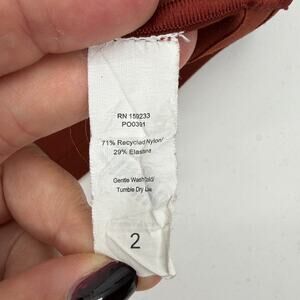 RN 159233
PO0391
71% Recycled Nylon/
29% Elastane
Gentle Wash Cold/
Tumble Dry Low
2